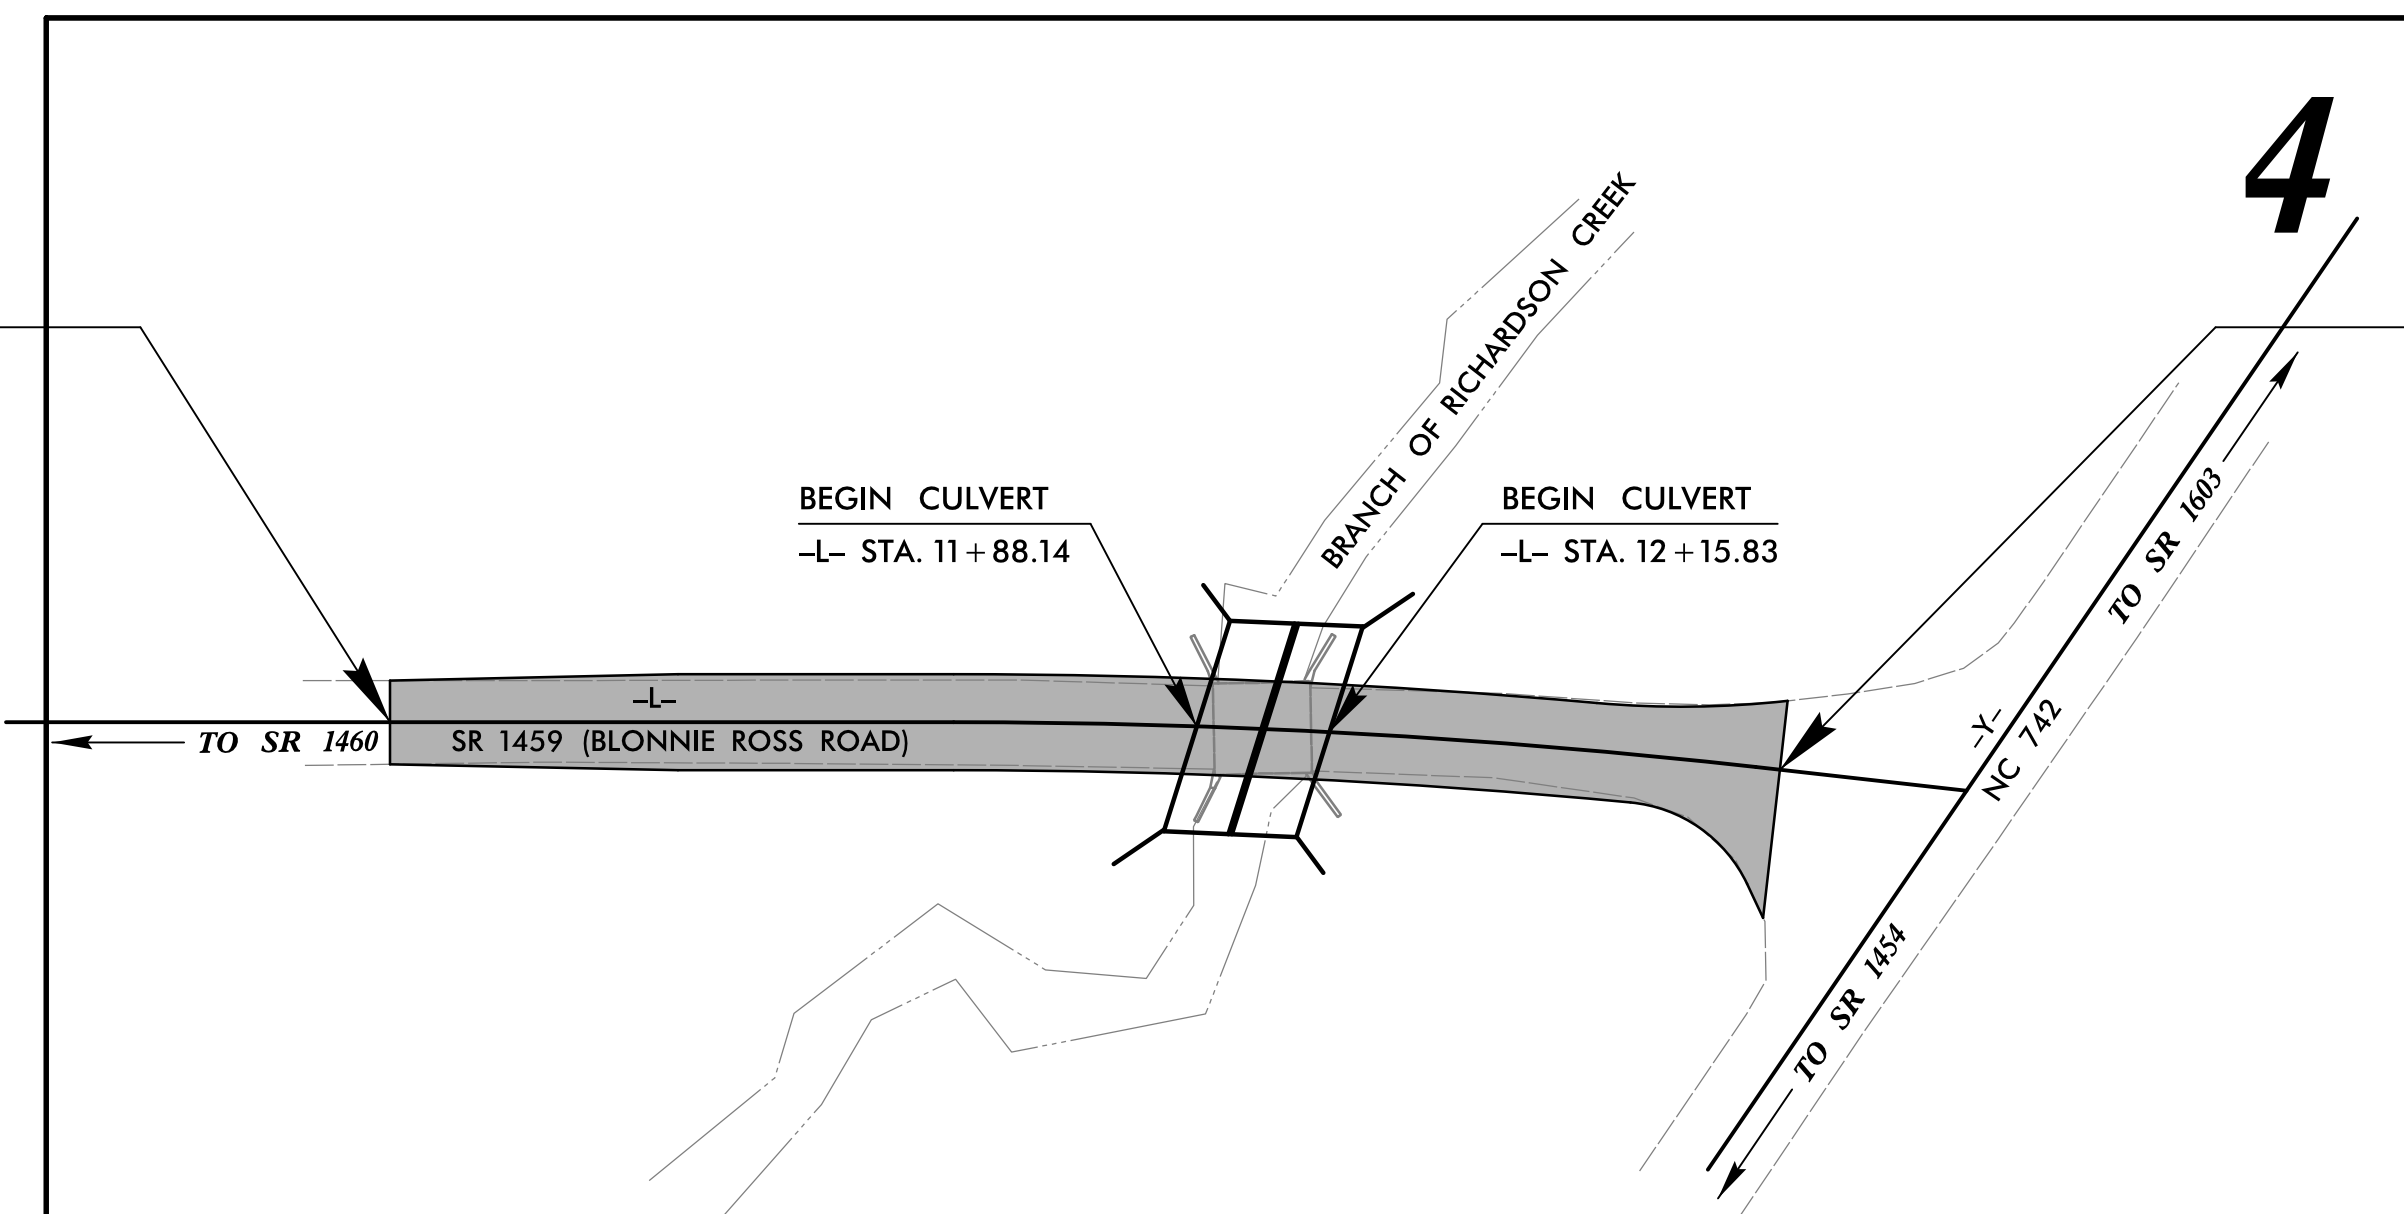 4
BRANCH OF RICHARDSON CREEK
BEGIN CULVERT
–L– STA. 11+88.14
BEGIN CULVERT
–L– STA. 12+15.83
TO SR 1603
–L–
SR 1459 (BLONNIE ROSS ROAD)
TO SR 1460
–Y–
NC 742
TO SR 1454